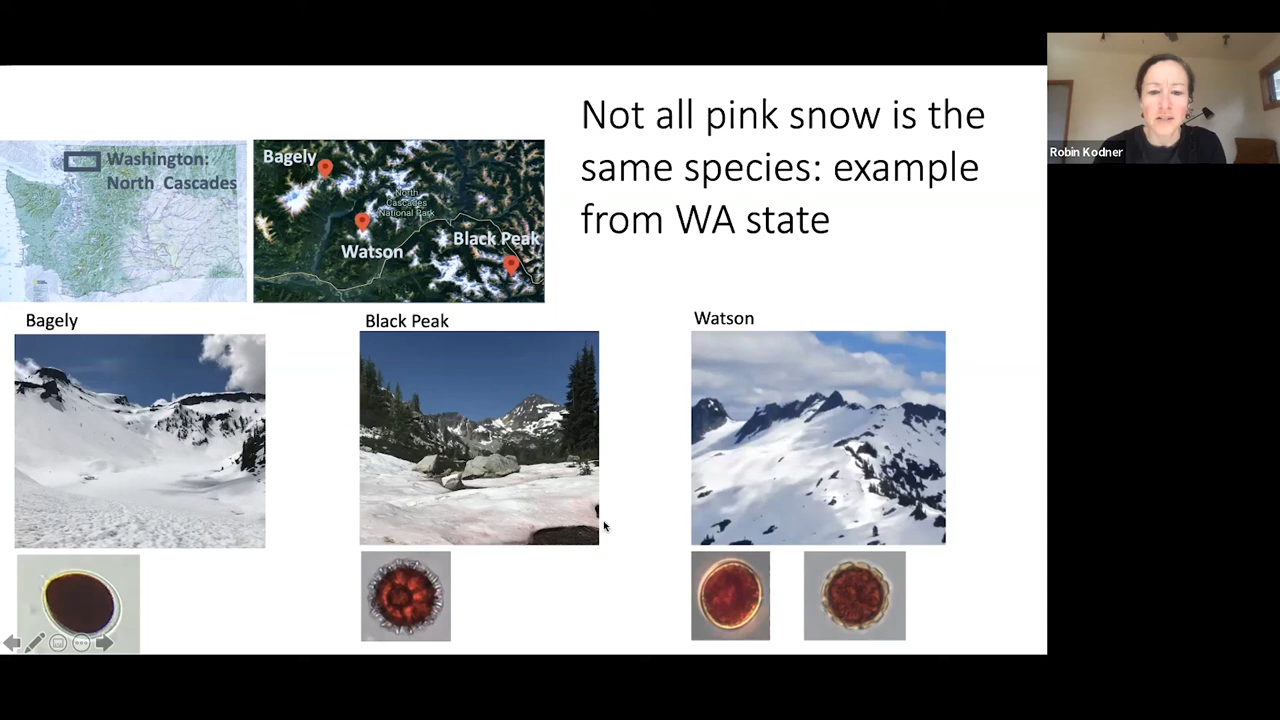 Not all pink snow is the
same species: example
from WA state
Robin Kodner
Washington:
North Cascades
Bagely
North
Cascades
National Park
Watson
Black Peak
Bagely
Black Peak
Watson